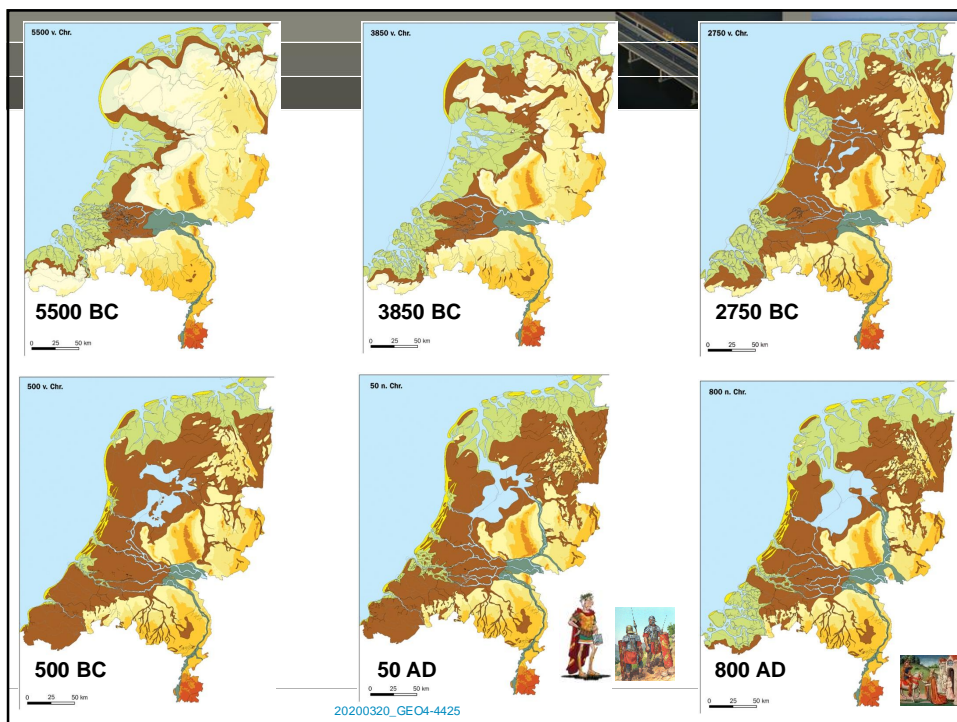 5500 v. Chr.
3850 v. Chr.
2750 v. Chr.
5500 BC
3850 BC
2750 BC
0 25 50 km
0 25 50 km
0 25 50 km
500 v. Chr.
50 n. Chr.
800 n. Chr.
500 BC
50 AD
800 AD
0 25 50 km
0 25 50 km
0 25 50 km
20200320_GEO4-4425